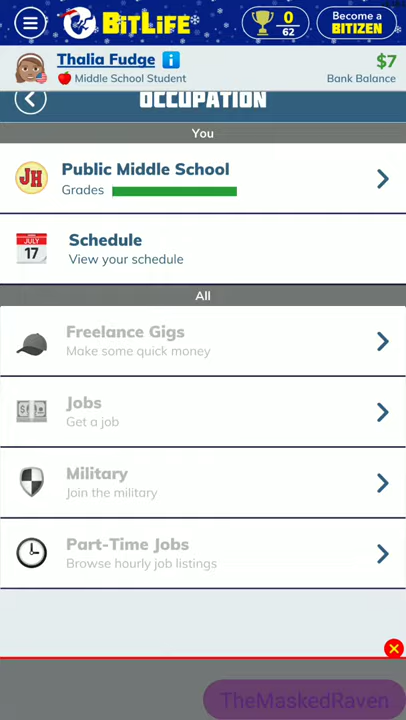 BITLIFE
0
62
Become a
BITIZEN
Thalia Fudge
Middle School Student
$7
Bank Balance
OCCUPATION
You
JH
Public Middle School
Grades
JULY
17
Schedule
View your schedule
All
Freelance Gigs
Make some quick money
Jobs
Get a job
Military
Join the military
Part-Time Jobs
Browse hourly job listings
TheMaskedRaven